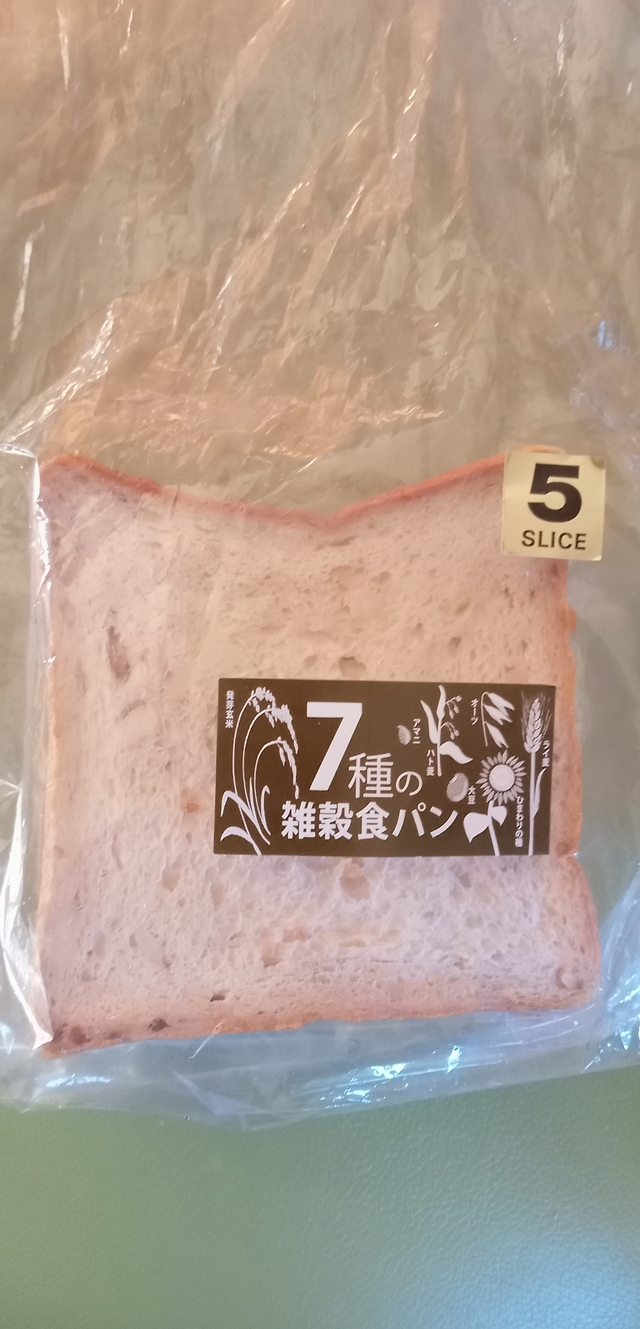 5
SLICE
発芽玄米
7種の
雑穀食パン
アマニ
ハト麦
オーツ
大豆
ひまわりの種
ライ麦